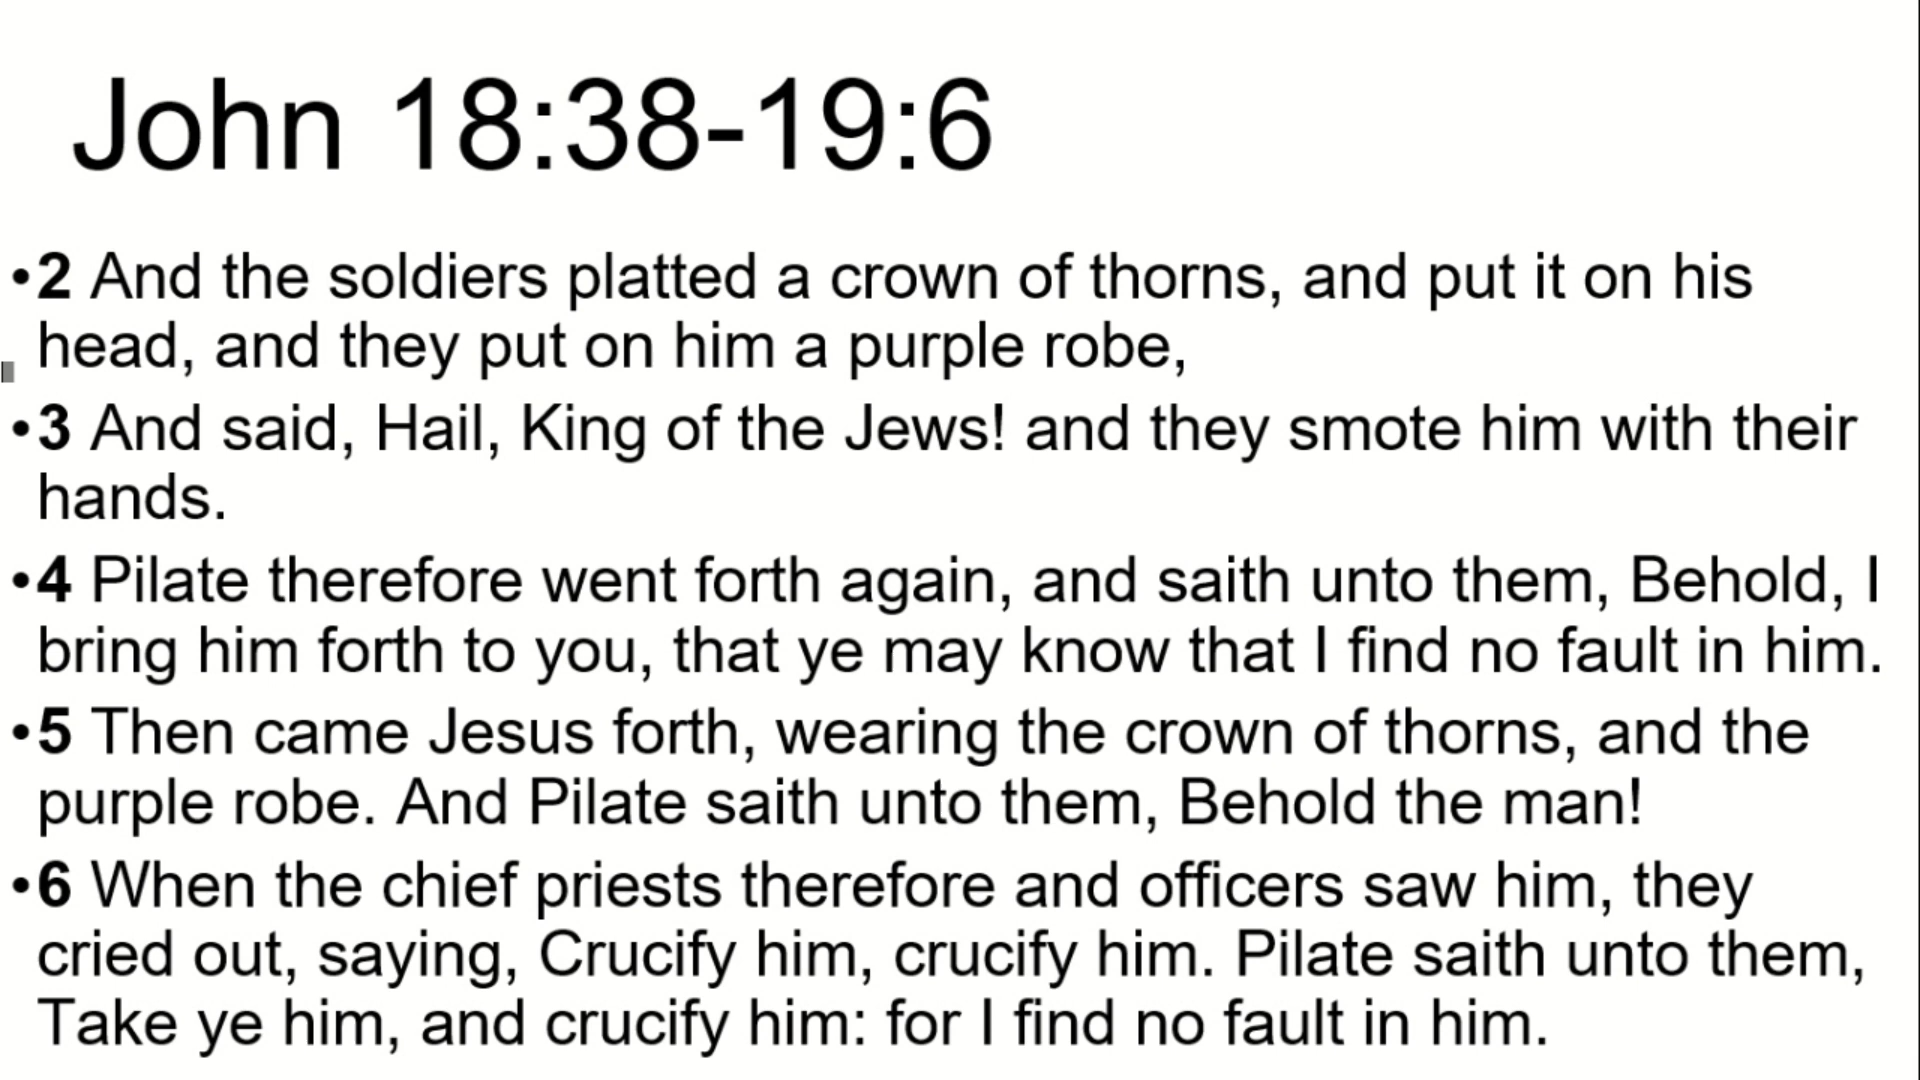 John 18:38-19:6
•2 And the soldiers platted a crown of thorns, and put it on his
head, and they put on him a purple robe,
•3 And said, Hail, King of the Jews! and they smote him with their
hands.
•4 Pilate therefore went forth again, and saith unto them, Behold, I
bring him forth to you, that ye may know that I find no fault in him.
•5 Then came Jesus forth, wearing the crown of thorns, and the
purple robe. And Pilate saith unto them, Behold the man!
•6 When the chief priests therefore and officers saw him, they
cried out, saying, Crucify him, crucify him. Pilate saith unto them,
Take ye him, and crucify him: for I find no fault in him.